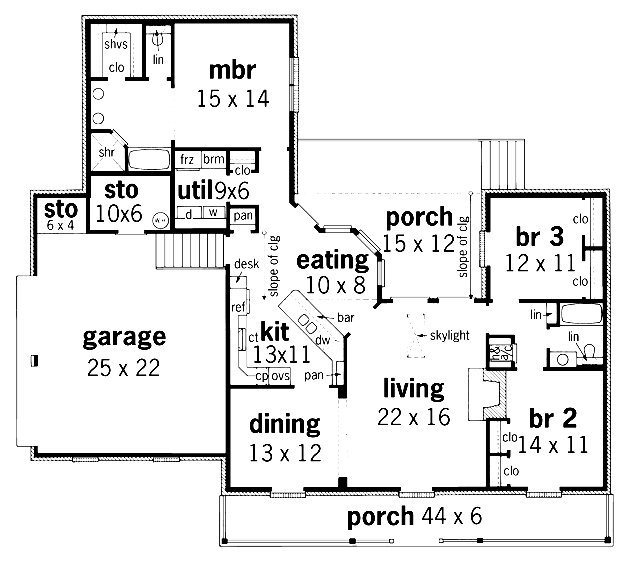 shvs
clo
lin
mbr
15 x 14
shr
frz
brm
clo
util 9x6
d
w
pan
sto
10x6
sto
6 x 4
W
porch
15 x 12
slope of clg
slope of clg
eating
10 x 8
br 3
12 x 11
clo
clo
lin
lin
desk
ref
kit
13x11
ct
bar
dw
cp
ovs
pan
skylight
h&
a/c
garage
25 x 22
living
22 x 16
dining
13 x 12
br 2
14 x 11
clo
clo
porch 44 x 6